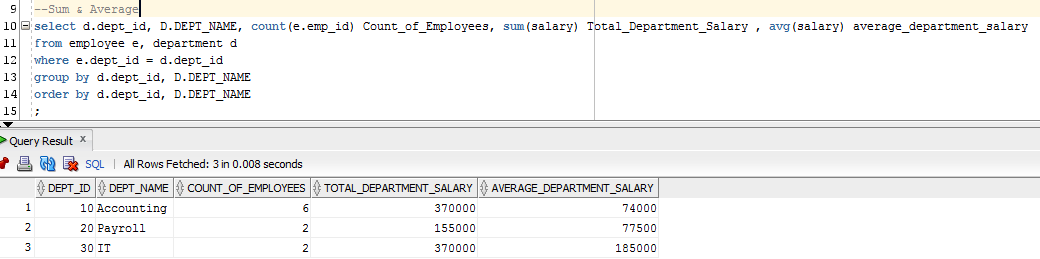 9 --Sum & Average
10 select d.dept_id, D.DEPT_NAME, count(e.emp_id) Count_of_Employees, sum(salary) Total_Department_Salary , avg(salary) average_department_salary
11 from employee e, department d
12 where e.dept_id = d.dept_id
13 group by d.dept_id, D.DEPT_NAME
14 order by d.dept_id, D.DEPT_NAME
15 ;
Query Result x
SQL | All Rows Fetched: 3 in 0.008 seconds
DEPT_ID DEPT_NAME COUNT_OF_EMPLOYEES TOTAL_DEPARTMENT_SALARY AVERAGE_DEPARTMENT_SALARY
1 10 Accounting 6 370000 74000
2 20 Payroll 2 155000 77500
3 30 IT 2 370000 185000